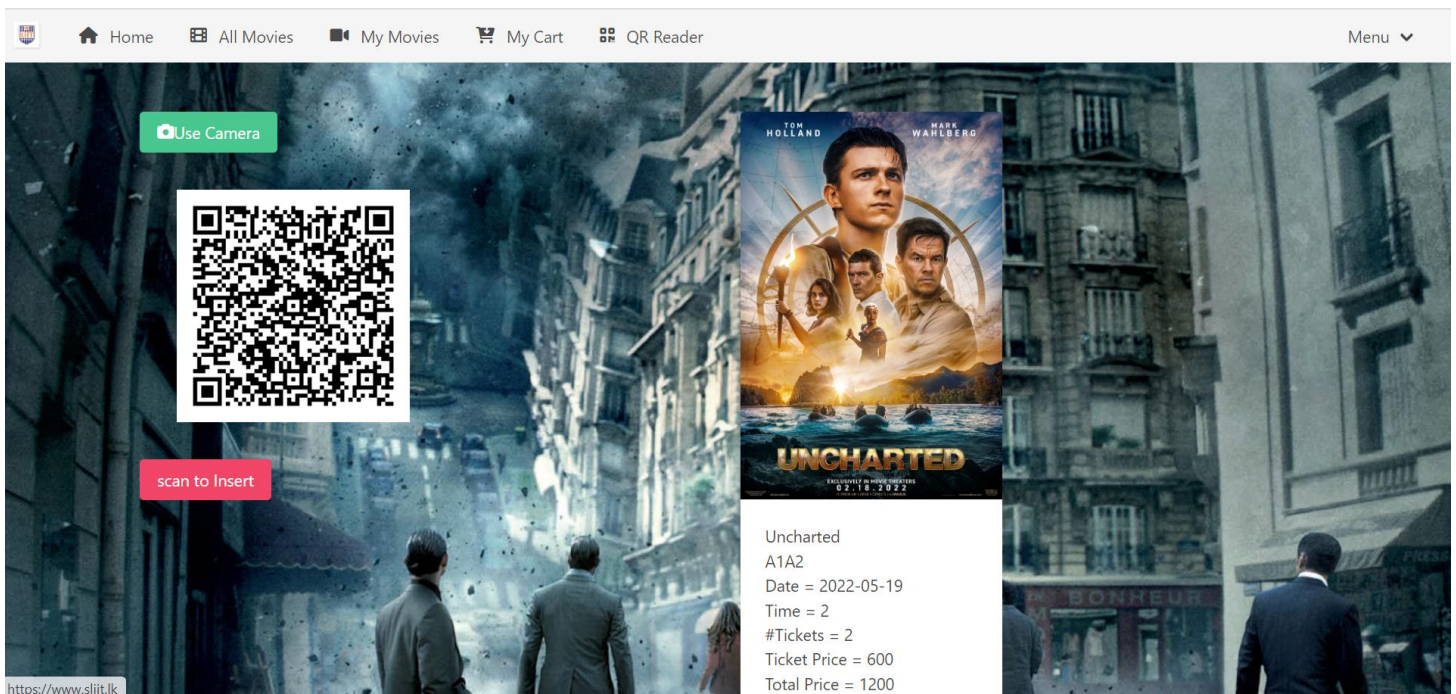 Home All Movies My Movies My Cart QR Reader Menu
Use Camera
TOM HOLLAND
MARK WAHLBERG
UNCHARTED
EXCLUSIVELY IN MOVIE THEATERS
02.18.2022
scan to Insert
Uncharted
A1A2
Date = 2022-05-19
Time = 2
#Tickets = 2
Ticket Price = 600
Total Price = 1200
BONHEUR
PRESS
https://www.sliit.lk